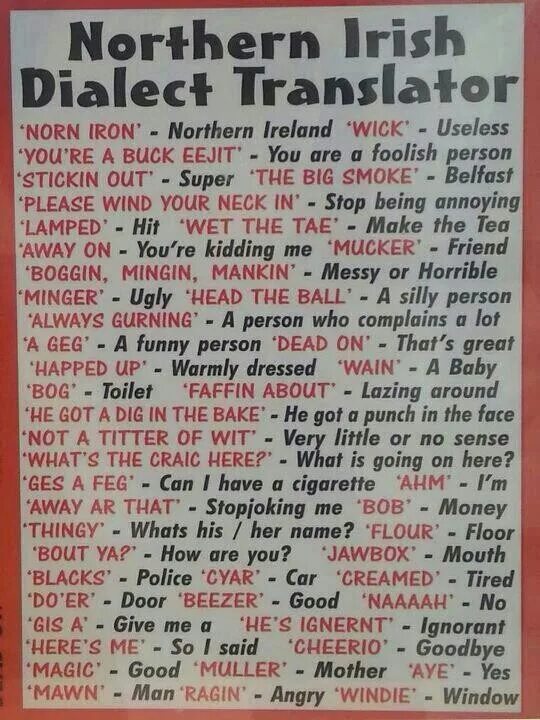 Northern Irish
Dialect Translator
'NORN IRON' - Northern Ireland 'WICK' - Useless
'YOU'RE A BUCK EEJIT' - You are a foolish person
'STICKIN OUT' - Super 'THE BIG SMOKE' - Belfast
'PLEASE WIND YOUR NECK IN' - Stop being annoying
'LAMPED' - Hit 'WET THE TAE' - Make the Tea
'AWAY ON - You're kidding me 'MUCKER' - Friend
'BOGGIN, MINGIN, MANKIN' - Messy or Horrible
'MINGER' - Ugly 'HEAD THE BALL' - A silly person
'ALWAYS GURNING' - A person who complains a lot
'A GEG' - A funny person 'DEAD ON' - That's great
'HAPPED UP' - Warmly dressed 'WAIN' - A Baby
'BOG' - Toilet 'FAFFIN ABOUT' - Lazing around
'HE GOT A DIG IN THE BAKE' - He got a punch in the face
'NOT A TITTER OF WIT' - Very little or no sense
'WHAT'S THE CRAIC HERE?' - What is going on here?
'GES A FEG' - Can I have a cigarette 'AHM' - I'm
'AWAY AR THAT' - Stopjoking me 'BOB' - Money
'THINGY' - Whats his / her name? 'FLOUR' - Floor
'BOUT YA?' - How are you? 'JAWBOX' - Mouth
'BLACKS' - Police 'CYAR' - Car 'CREAMED' - Tired
'DO'ER' - Door 'BEEZER' - Good 'NAAAAH' - No
'GIS A' - Give me a 'HE'S IGNERNT' - Ignorant
'HERE'S ME' - So I said 'CHEERIO' - Goodbye
'MAGIC' - Good 'MULLER' - Mother 'AYE' - Yes
'MAWN' - Man 'RAGIN' - Angry 'WINDIE' - Window